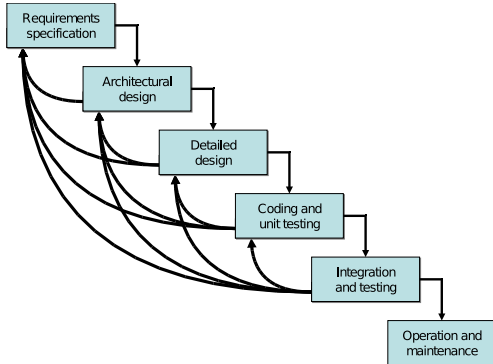 Requirements
specification
Architectural
design
Detailed
design
Coding and
unit testing
Integration
and testing
Operation and
maintenance